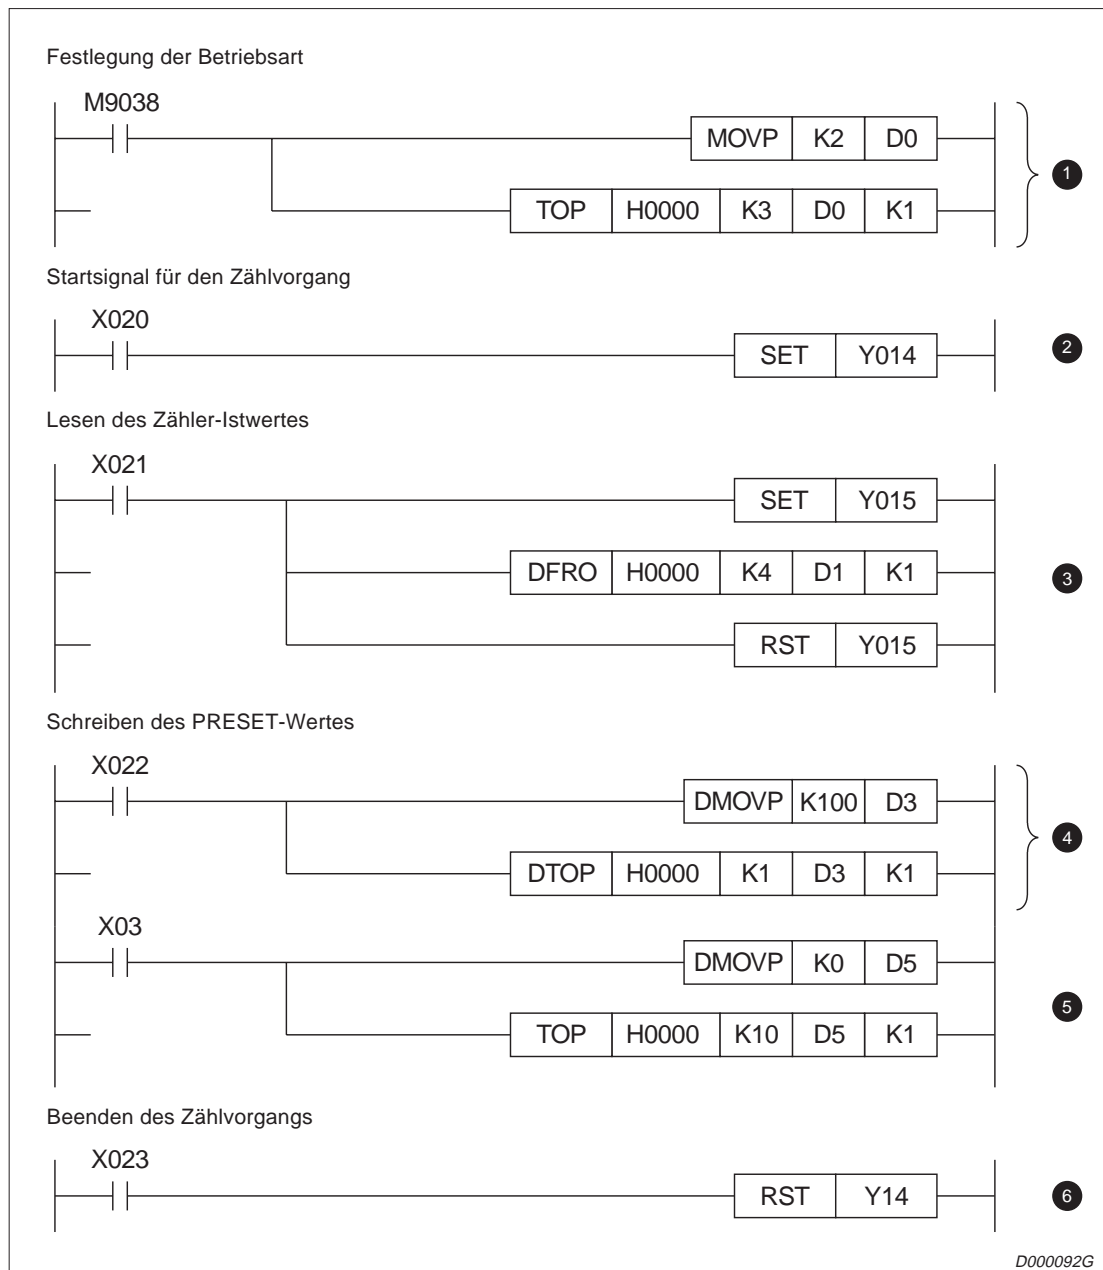 Festlegung der Betriebsart
M9038
MOVP K2 D0
1
TOP H0000 K3 D0 K1
Startsignal für den Zählvorgang
X020
SET Y014
2
Lesen des Zähler-Istwertes
X021
SET Y015
DFRO H0000 K4 D1 K1
3
RST Y015
Schreiben des PRESET-Wertes
X022
DMOVP K100 D3
4
DTOP H0000 K1 D3 K1
X03
DMOVP K0 D5
5
TOP H0000 K10 D5 K1
Beenden des Zählvorgangs
X023
RST Y14
6
D000092G